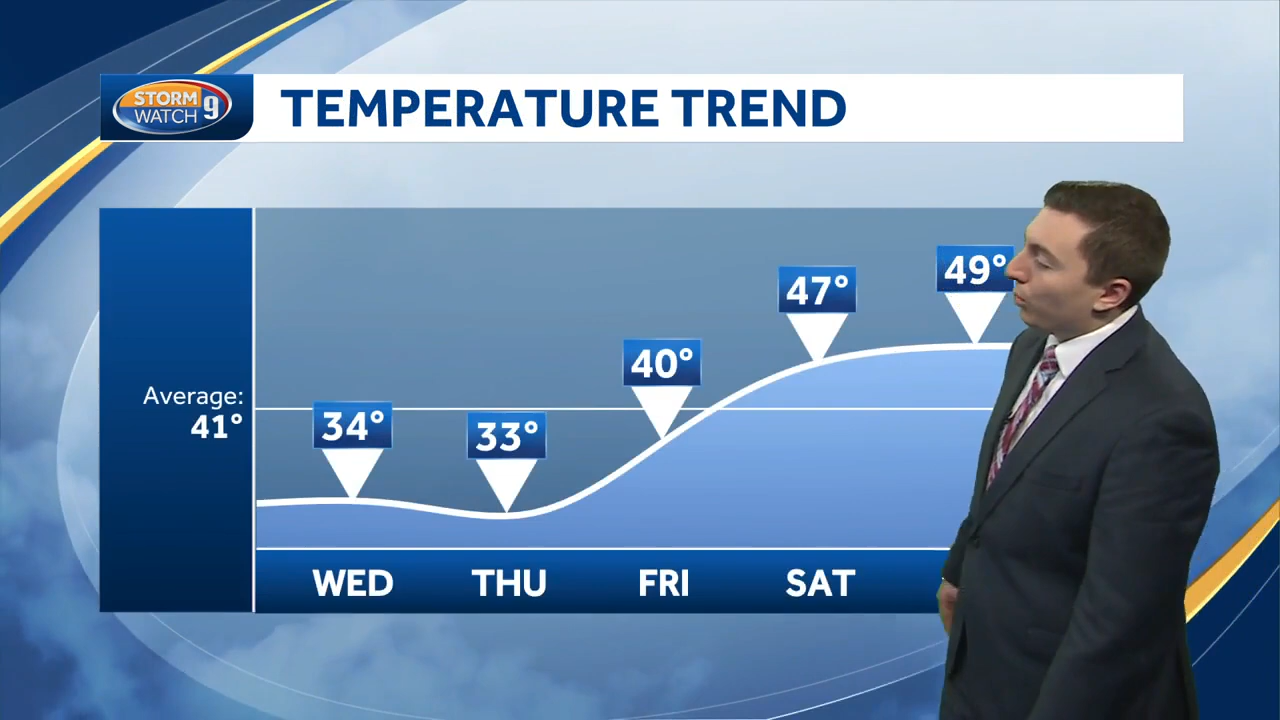 STORM
WATCH 9
TEMPERATURE TREND
49°
47°
40°
Average:
41°
34°
33°
WED THU FRI SAT